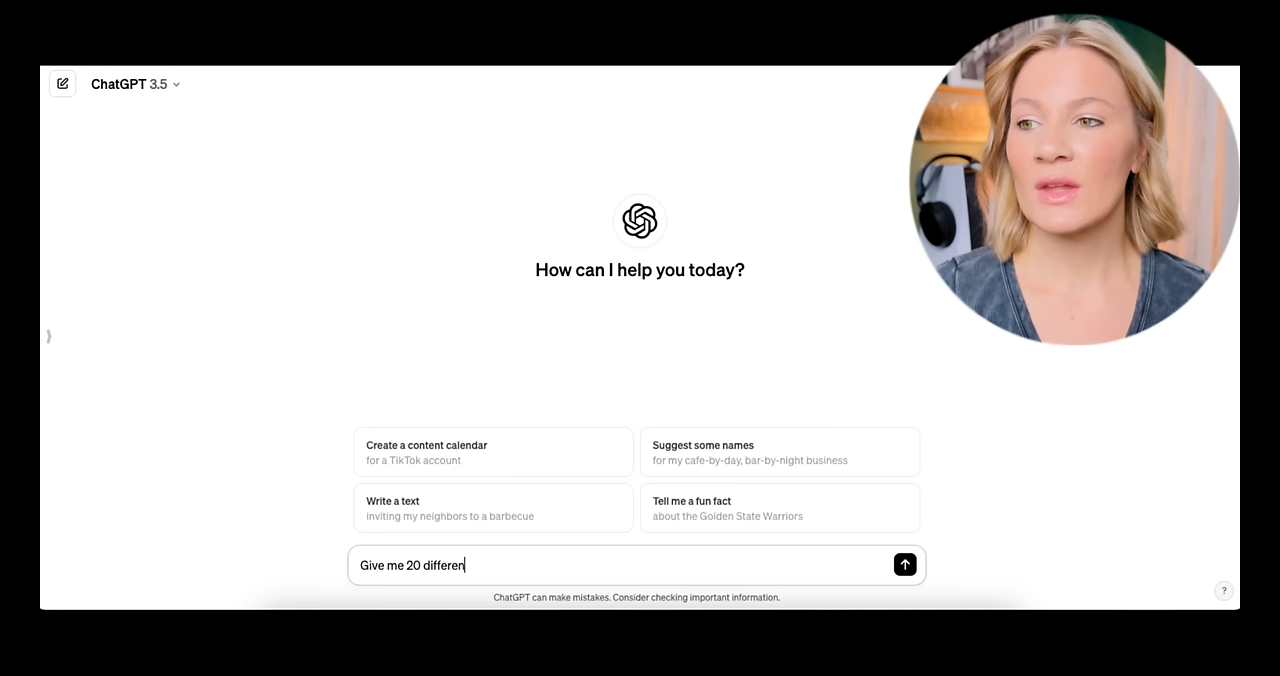 ChatGPT 3.5
How can I help you today?
Create a content calendar
for a TikTok account
Suggest some names
for my cafe-by-day, bar-by-night business
Write a text
inviting my neighbors to a barbecue
Tell me a fun fact
about the Golden State Warriors
Give me 20 differen
ChatGPT can make mistakes. Consider checking important information.
?